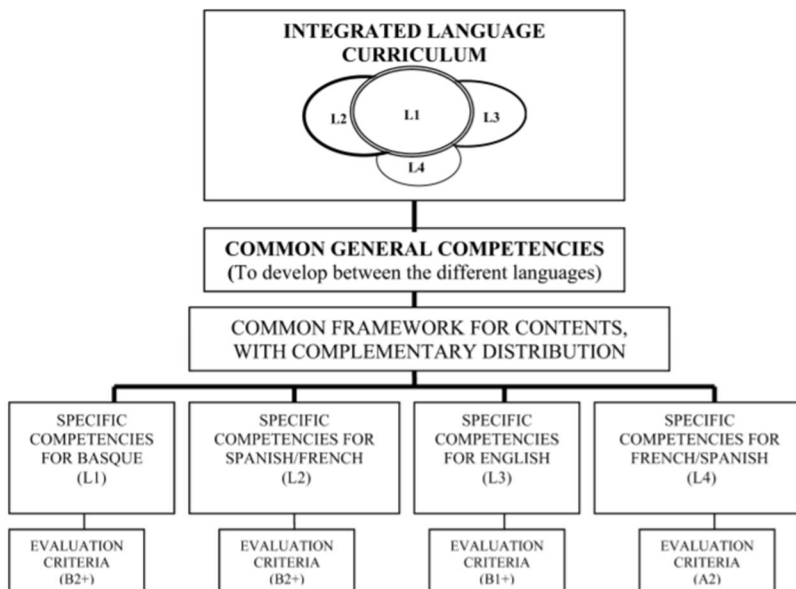 INTEGRATED LANGUAGE
CURRICULUM
L2
L1
L3
L4
COMMON GENERAL COMPETENCIES
(To develop between the different languages)
COMMON FRAMEWORK FOR CONTENTS,
WITH COMPLEMENTARY DISTRIBUTION
SPECIFIC
COMPETENCIES
FOR BASQUE
(L1)
SPECIFIC
COMPETENCIES FOR
SPANISH/FRENCH
(L2)
SPECIFIC
COMPETENCIES
FOR ENGLISH
(L3)
SPECIFIC
COMPETENCIES FOR
FRENCH/SPANISH
(L4)
EVALUATION
CRITERIA
(B2+)
EVALUATION
CRITERIA
(B2+)
EVALUATION
CRITERIA
(B1+)
EVALUATION
CRITERIA
(A2)